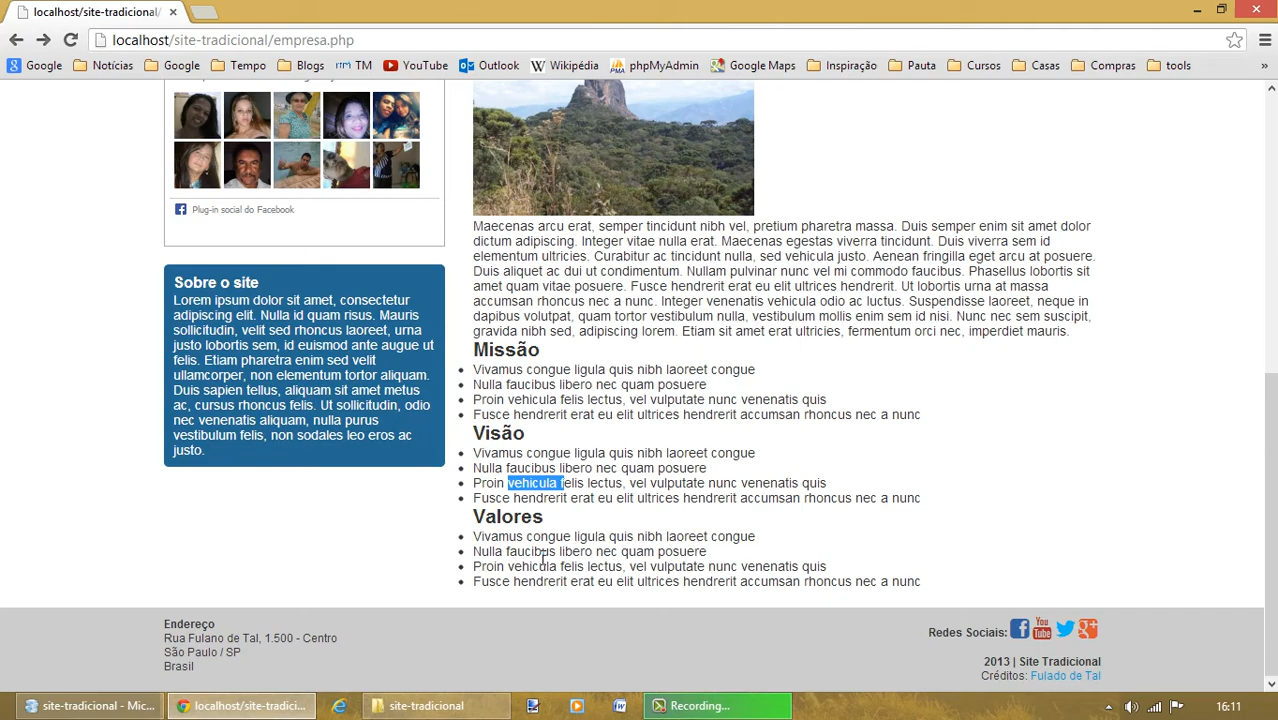 localhost/site-tradicional/
localhost/site-tradicional/empresa.php
Google Notícias Google Tempo Blogs TM YouTube Outlook Wikipédia phpMyAdmin Google Maps Inspiração Pauta Cursos Casas Compras tools »
Plug-in social do Facebook
Sobre o site
Lorem ipsum dolor sit amet, consectetur
adipiscing elit. Nulla id quam risus. Mauris
sollicitudin, velit sed rhoncus laoreet, urna
justo lobortis sem, id euismod ante augue ut
felis. Etiam pharetra enim sed velit
ullamcorper, non elementum tortor aliquam.
Duis sapien tellus, aliquam sit amet metus
ac, cursus rhoncus felis. Ut sollicitudin, odio
nec venenatis aliquam, nulla purus
vestibulum felis, non sodales leo eros ac
justo.
Maecenas arcu erat, semper tincidunt nibh vel, pretium pharetra massa. Duis semper enim sit amet dolor
dictum adipiscing. Integer vitae nulla erat. Maecenas egestas viverra tincidunt. Duis viverra sem id
elementum ultricies. Curabitur ac tincidunt nulla, sed vehicula justo. Aenean fringilla eget arcu at posuere.
Duis aliquet ac dui ut condimentum. Nullam pulvinar nunc vel mi commodo faucibus. Phasellus lobortis sit
amet quam vitae posuere. Fusce hendrerit erat eu elit ultrices hendrerit. Ut lobortis urna at massa
accumsan rhoncus nec a nunc. Integer venenatis vehicula odio ac luctus. Suspendisse laoreet, neque in
dapibus volutpat, quam tortor vestibulum nulla, vestibulum mollis enim sem id nisi. Nunc nec sem suscipit,
gravida nibh sed, adipiscing lorem. Etiam sit amet erat ultricies, fermentum orci nec, imperdiet mauris.
Missão
Vivamus congue ligula quis nibh laoreet congue
Nulla faucibus libero nec quam posuere
Proin vehicula felis lectus, vel vulputate nunc venenatis quis
Fusce hendrerit erat eu elit ultrices hendrerit accumsan rhoncus nec a nunc
Visão
Vivamus congue ligula quis nibh laoreet congue
Nulla faucibus libero nec quam posuere
Proin vehicula felis lectus, vel vulputate nunc venenatis quis
Fusce hendrerit erat eu elit ultrices hendrerit accumsan rhoncus nec a nunc
Valores
Vivamus congue ligula quis nibh laoreet congue
Nulla faucibus libero nec quam posuere
Proin vehicula felis lectus, vel vulputate nunc venenatis quis
Fusce hendrerit erat eu elit ultrices hendrerit accumsan rhoncus nec a nunc
Endereço
Rua Fulano de Tal, 1.500 - Centro
São Paulo / SP
Brasil
Redes Sociais: You Tube
2013 | Site Tradicional
Créditos: Fulado de Tal
site-tradicional - Mic... localhost/site-tradici... site-tradicional Recording... 16:11